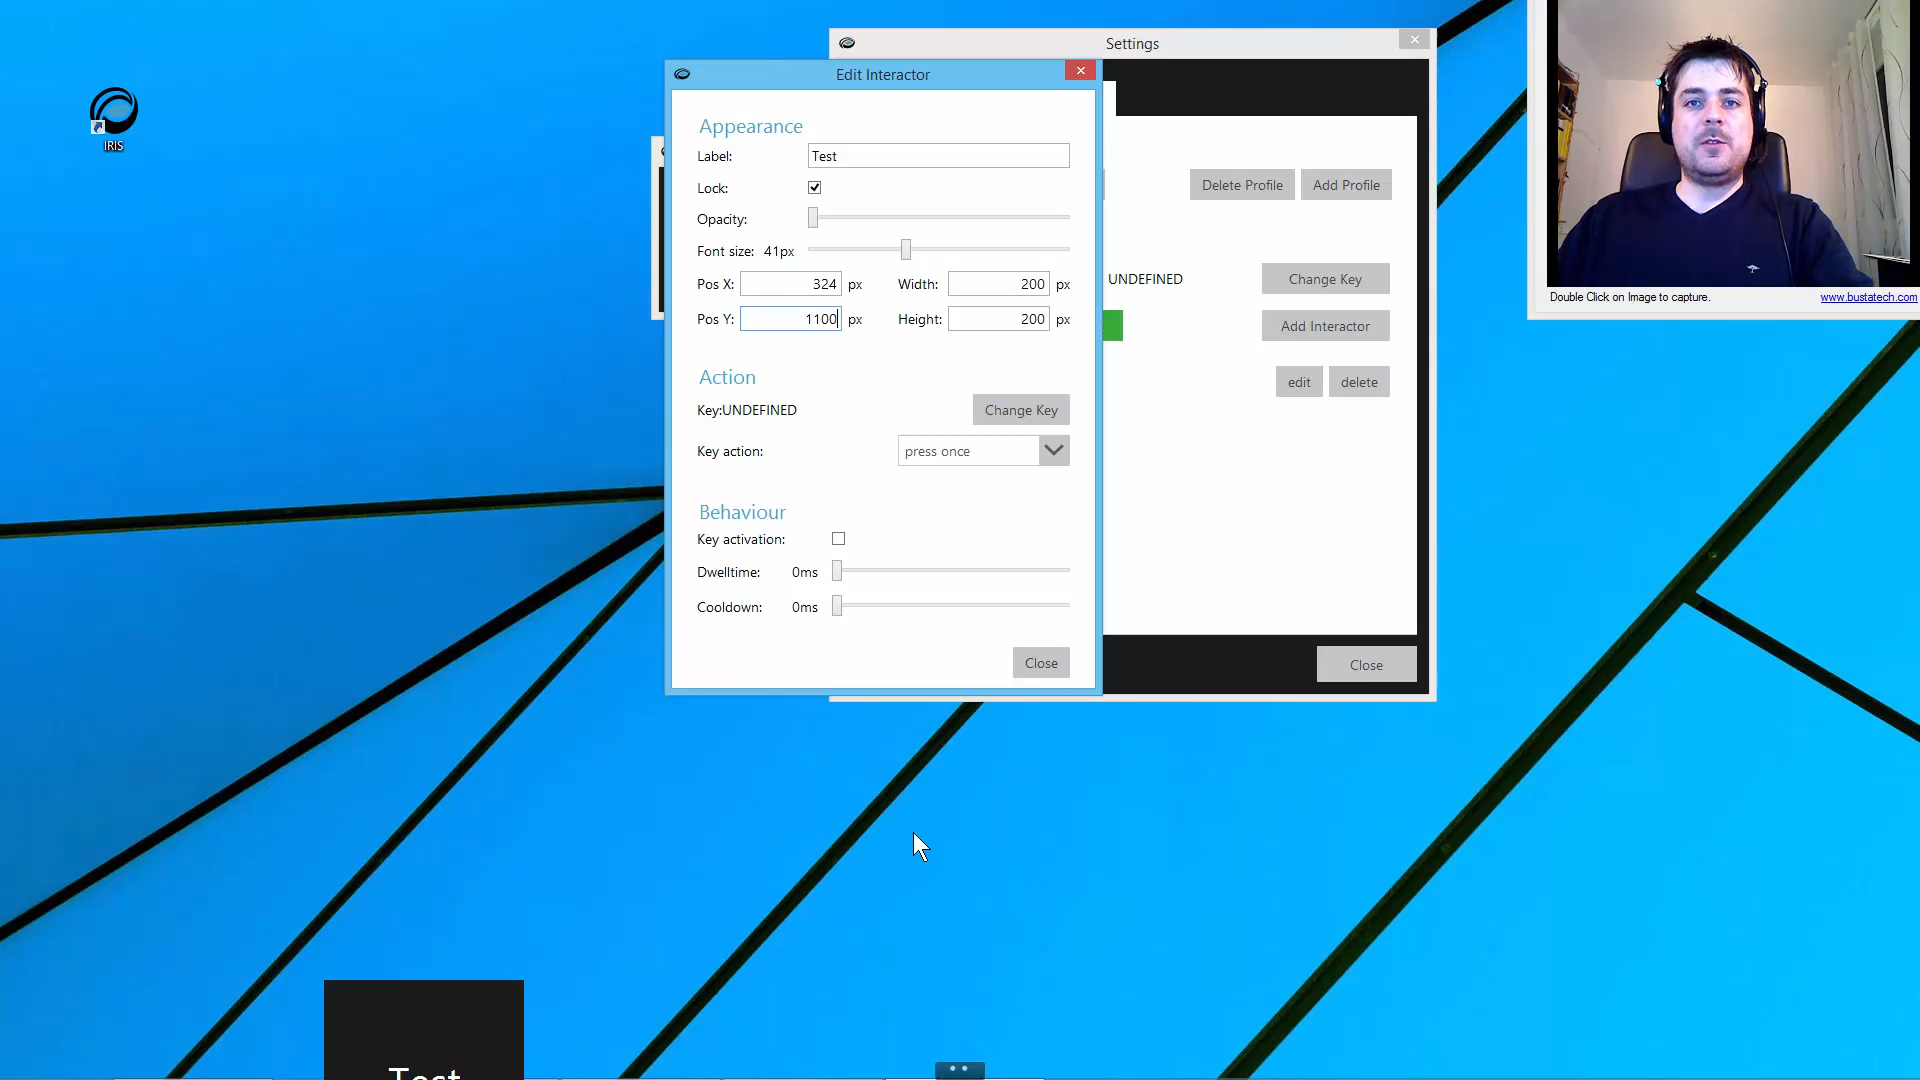 IRIS
Settings
Edit Interactor
Appearance
Label: Test
Lock:
Opacity:
Font size: 41px
Pos X: 324 px Width: 200 px
Pos Y: 1100 px Height: 200 px
Action
Key:UNDEFINED Change Key
Key action: press once
Behaviour
Key activation:
Dwelltime: 0ms
Cooldown: 0ms
Close
Delete Profile Add Profile
UNDEFINED Change Key
Add Interactor
edit delete
Close
Double Click on Image to capture. www.bustatech.com
Test